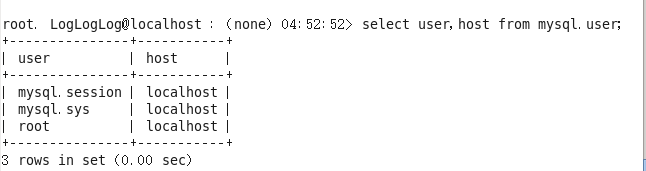 root. LogLogLog@localhost : (none) 04:52:52> select user,host from mysql.user;
+---------------+-----------+
| user          | host      |
+---------------+-----------+
| mysql.session | localhost |
| mysql.sys     | localhost |
| root          | localhost |
+---------------+-----------+
3 rows in set (0.00 sec)